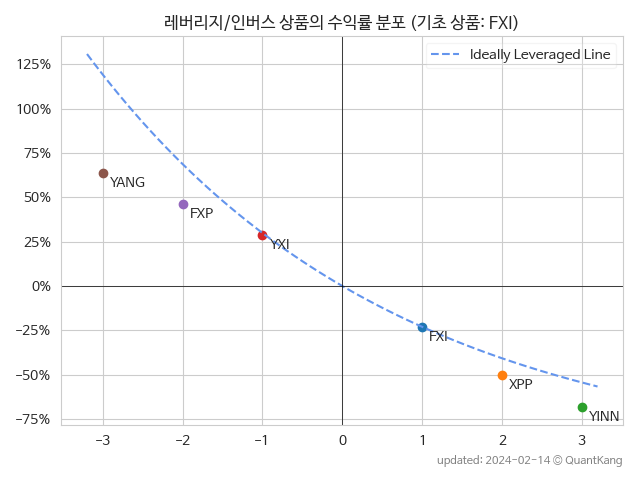 레버리지/인버스 상품의 수익률 분포 (기초 상품: FXI)
Ideally Leveraged Line
125%
100%
75%
50%
25%
0%
−25%
−50%
−75%
YANG
FXP
YXI
FXI
XPP
YINN
−3
−2
−1
0
1
2
3
updated: 2024-02-14 © QuantKang